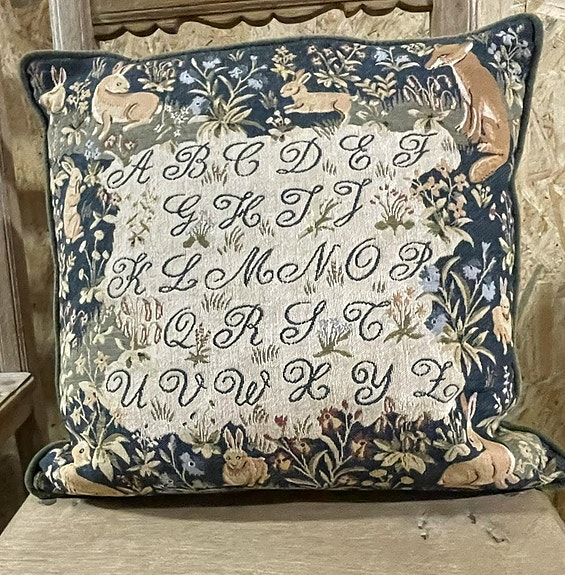 A B C D E F
G H I J
K L M N O P
Q R S T
U V W X Y Z